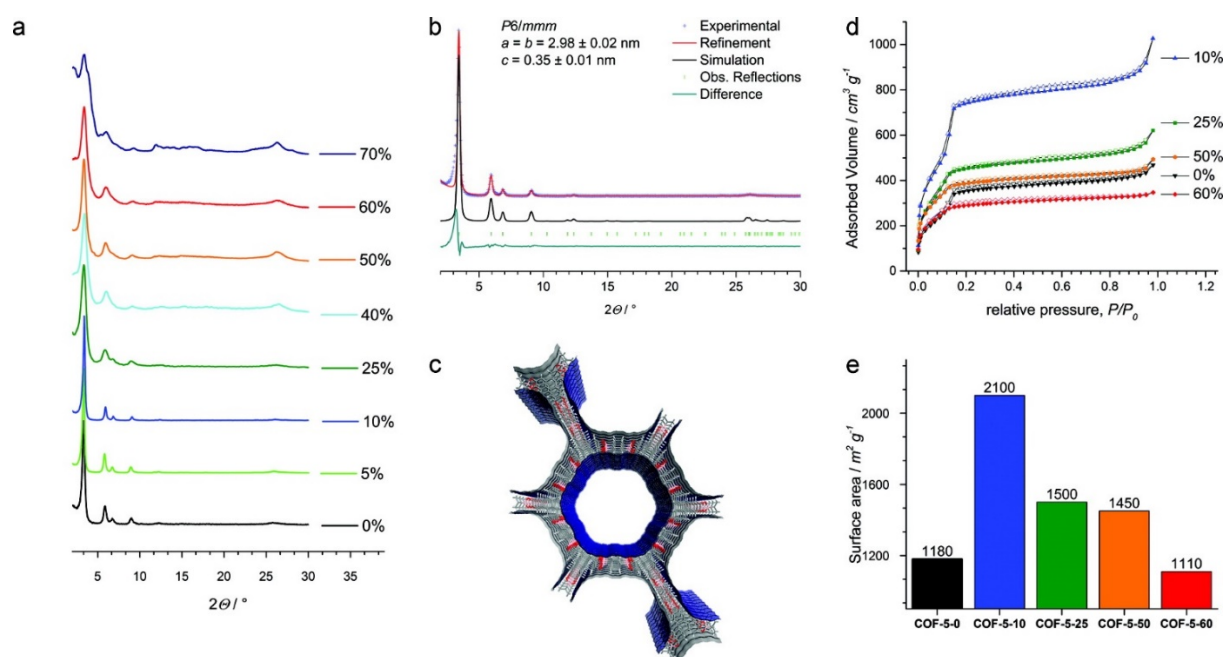 a
70%
60%
50%
40%
25%
10%
5%
0%
5 10 15 20 25 30 35
2Θ / °
b
P6/mmm
a = b = 2.98 ± 0.02 nm
c = 0.35 ± 0.01 nm
Experimental
Refinement
Simulation
Obs. Reflections
Difference
5 10 15 20 25 30
2Θ / °
c
d
Adsorbed Volume / cm³ g⁻¹
1000
800
600
400
200
0
0.0 0.2 0.4 0.6 0.8 1.0
relative pressure, P/P₀
10%
25%
50%
0%
60%
e
Surface area / m² g⁻¹
2000
1600
1200
1180
2100
1500
1450
1110
COF-5-0 COF-5-10 COF-5-25 COF-5-50 COF-5-60